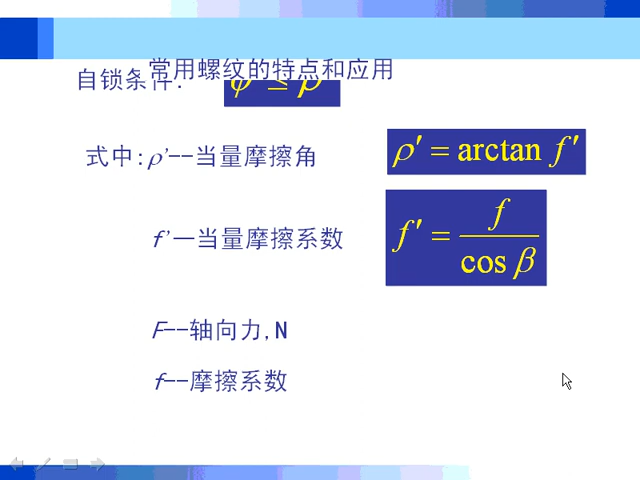 常用螺纹的特点和应用
自锁条件:
式中:ρ'--当量摩擦角
ρ′ = arctan f′
f'—当量摩擦系数
f′ = f / cos β
F--轴向力,N
f--摩擦系数